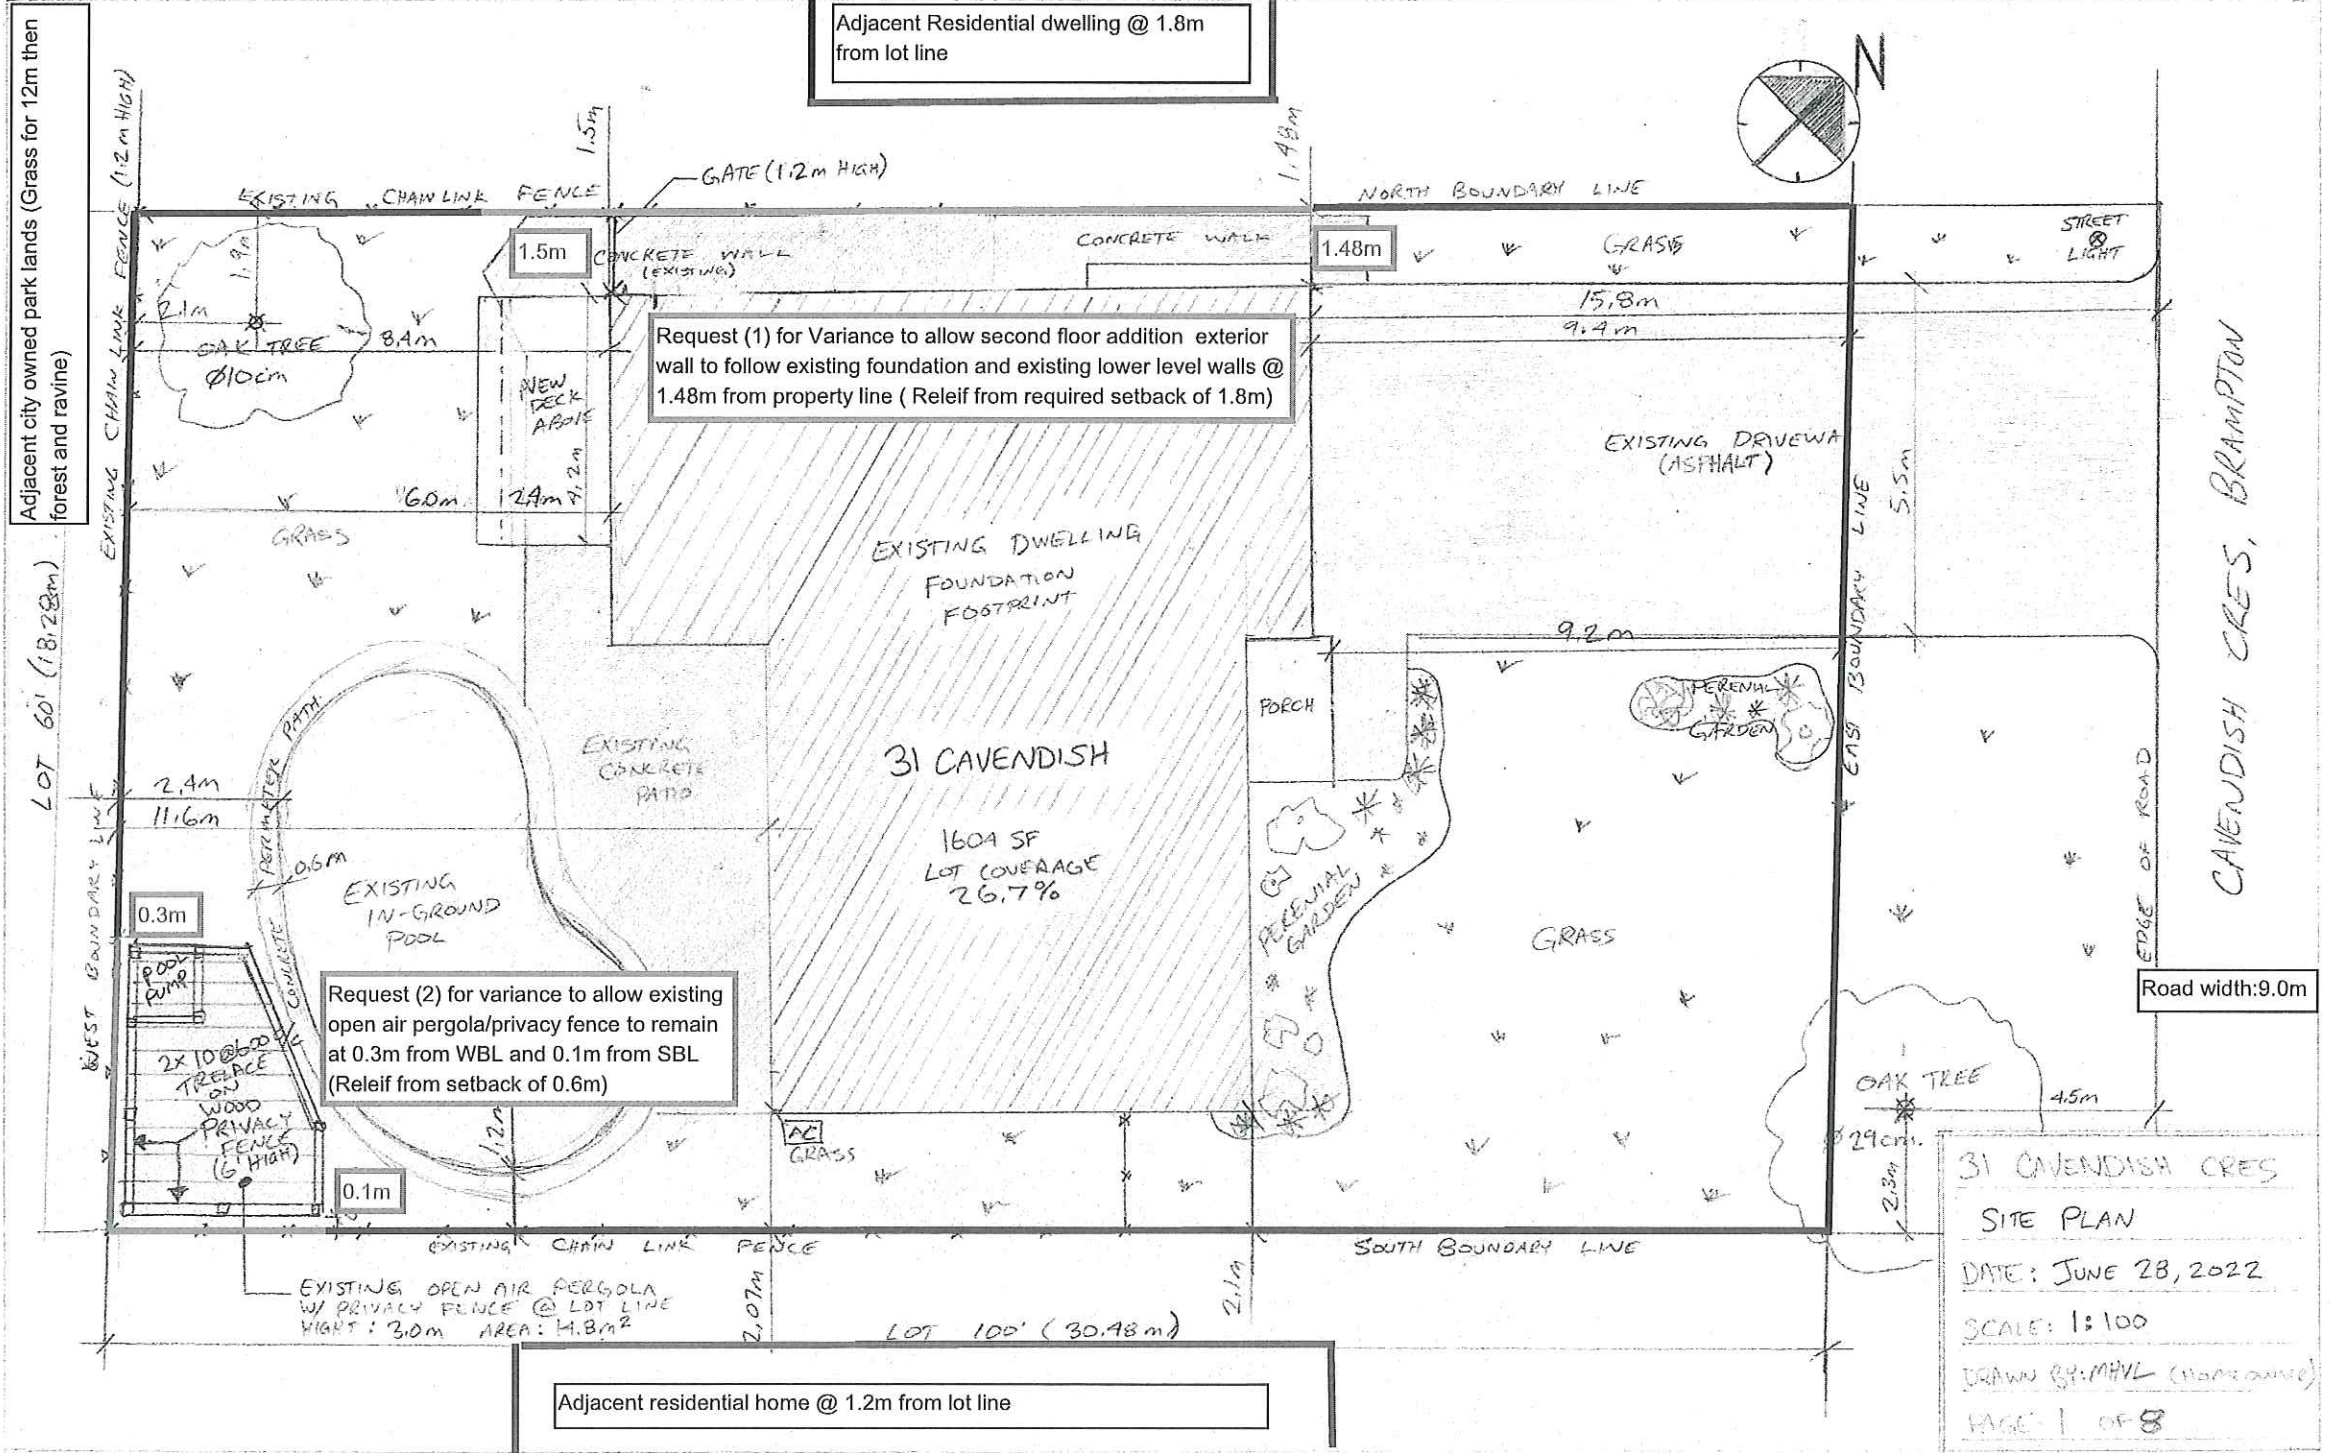 Adjacent Residential dwelling @ 1.8m
from lot line
Adjacent city owned park lands (Grass for 12m then
forest and ravine)
N
EXISTING CHAIN LINK FENCE (1.2m HIGH)
1.5m
1.48m
GATE (1.2m HIGH)
EXISTING CHAIN LINK FENCE
NORTH BOUNDARY LINE
STREET
LIGHT
1.5m
CONCRETE WALL
(EXISTING)
CONCRETE WALK
1.48m
GRASS
1.9m
2.1m
OAK TREE
Ø10cm
8.4m
15.8m
9.4m
Request (1) for Variance to allow second floor addition exterior
wall to follow existing foundation and existing lower level walls @
1.48m from property line ( Releif from required setback of 1.8m)
NEW
DECK
ABOVE
EXISTING DRIVEWA
(ASPHALT)
6.0m
2.4m
GRASS
5.5m
EXISTING DWELLING
FOUNDATION
FOOTPRINT
CAVENDISH CRES, BRAMPTON
LOT 60' (18.28m)
9.2m
PORCH
PERENIAL
GARDEN
EAST BOUNDARY LINE
EXISTING
CONCRETE
PATIO
31 CAVENDISH
CONCRETE PERIMETER PATH
2.4m
11.6m
0.6m
EXISTING
IN-GROUND
POOL
1604 SF
LOT COVERAGE
26.7%
PERENIAL
GARDEN
GRASS
EDGE OF ROAD
Road width:9.0m
0.3m
WEST BOUNDARY LINE
POOL
PUMP
Request (2) for variance to allow existing
open air pergola/privacy fence to remain
at 0.3m from WBL and 0.1m from SBL
(Releif from setback of 0.6m)
2x10@600
TRELACE
ON
WOOD
PRIVACY
FENCE
(6' HIGH)
1.2m
AC
GRASS
OAK TREE
4.5m
Ø29cm.
2.3m
0.1m
EXISTING CHAIN LINK FENCE
SOUTH BOUNDARY LINE
EXISTING OPEN AIR PERGOLA
W/ PRIVACY FENCE @ LOT LINE
HIGHT: 3.0m AREA: 14.8m²
2.07m
2.1m
LOT 100' (30.48m)
Adjacent residential home @ 1.2m from lot line
31 CAVENDISH CRES
SITE PLAN
DATE: JUNE 28, 2022
SCALE: 1:100
DRAWN BY: MHVL (HOMEOWNER)
PAGE 1 OF 8